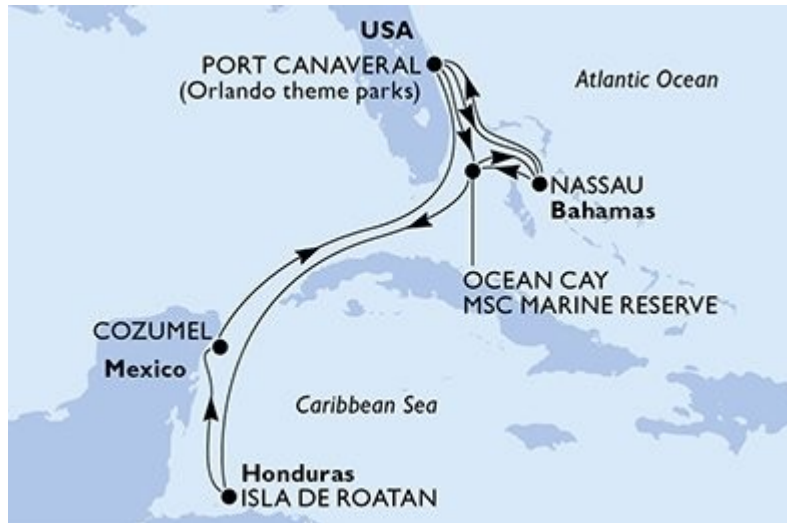 USA
PORT CANAVERAL
(Orlando theme parks)
Atlantic Ocean
NASSAU
Bahamas
OCEAN CAY
MSC MARINE RESERVE
COZUMEL
Mexico
Caribbean Sea
Honduras
ISLA DE ROATAN